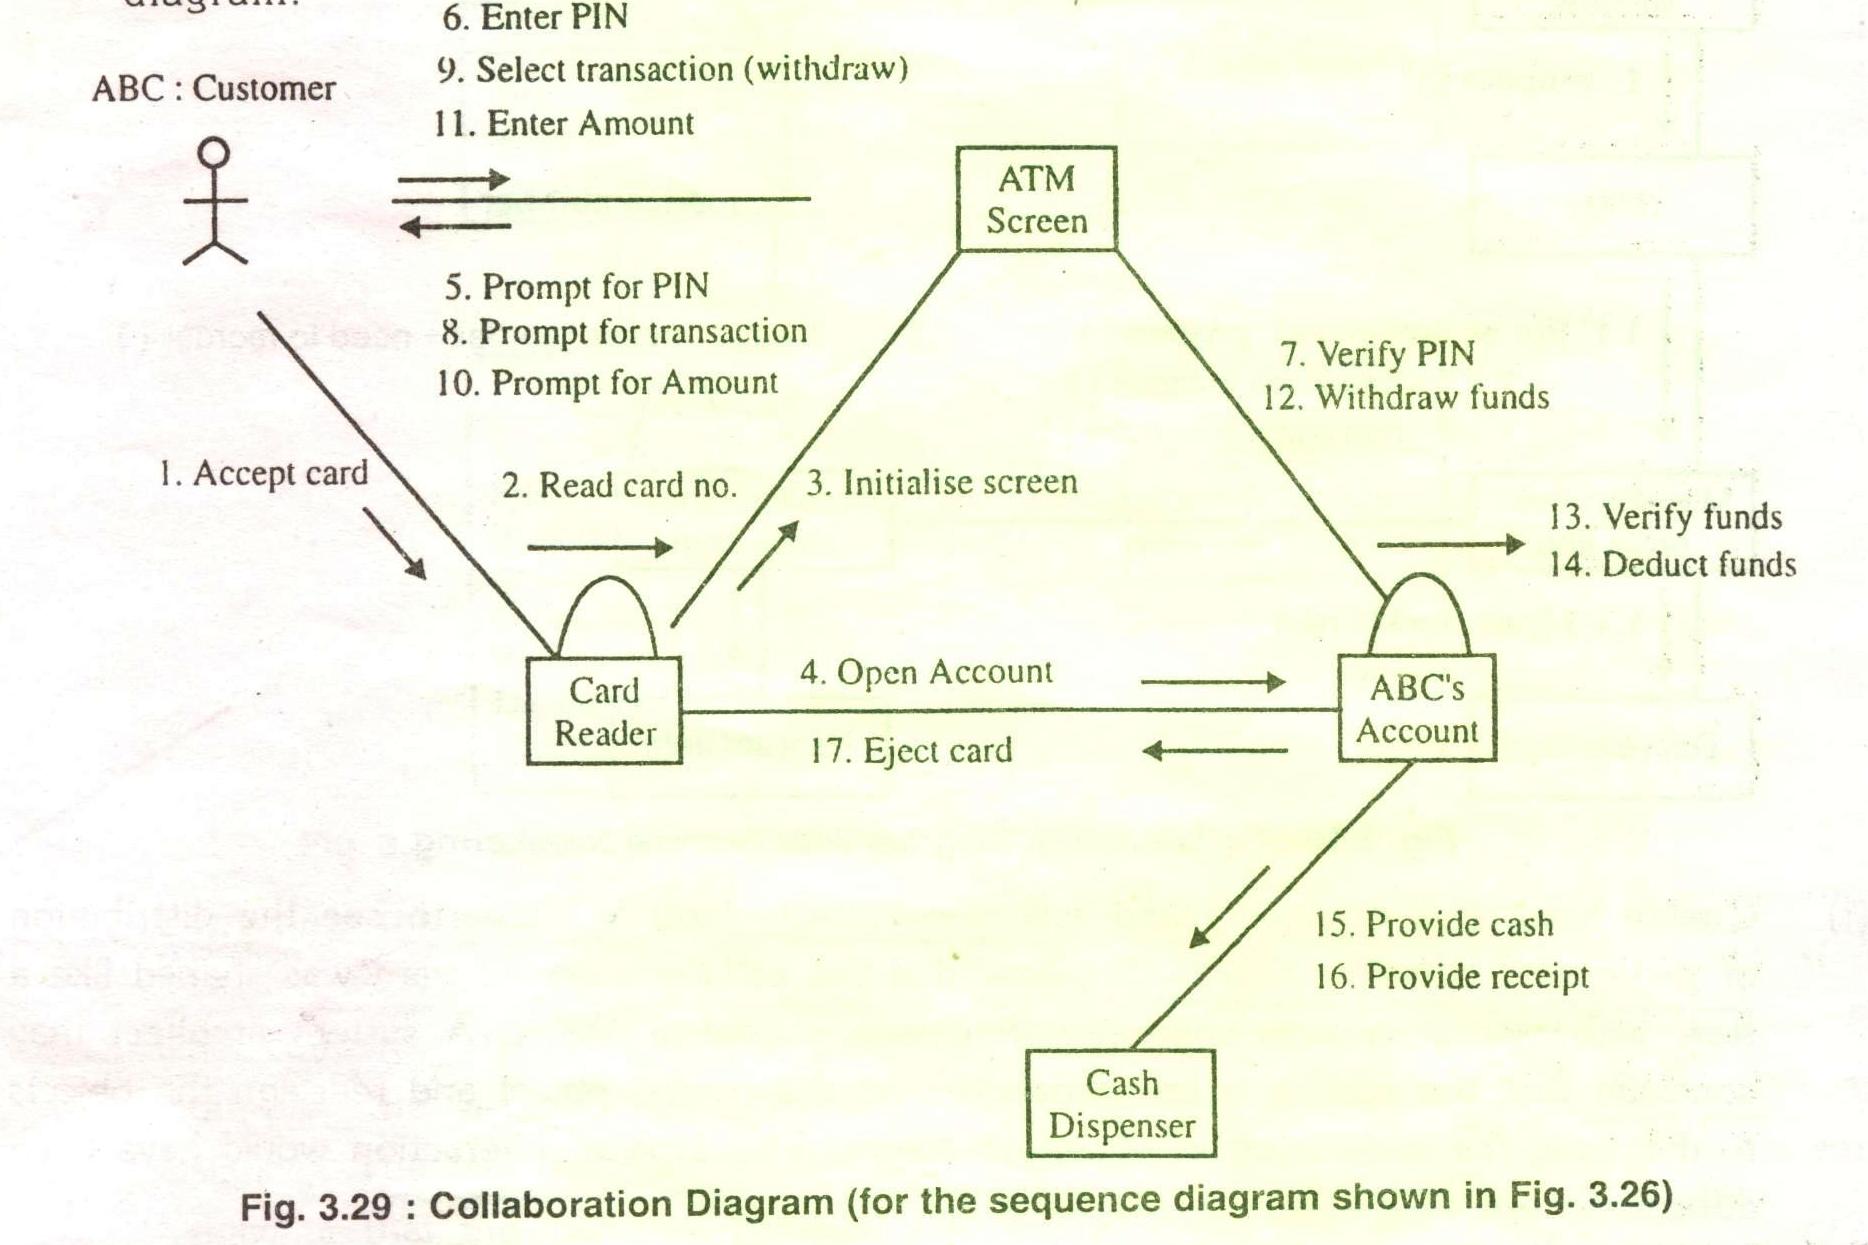 diagram.
6. Enter PIN
9. Select transaction (withdraw)
11. Enter Amount
ABC : Customer
ATM
Screen
5. Prompt for PIN
8. Prompt for transaction
10. Prompt for Amount
7. Verify PIN
12. Withdraw funds
1. Accept card
2. Read card no.
3. Initialise screen
13. Verify funds
14. Deduct funds
Card
Reader
4. Open Account
17. Eject card
ABC's
Account
15. Provide cash
16. Provide receipt
Cash
Dispenser
Fig. 3.29 : Collaboration Diagram (for the sequence diagram shown in Fig. 3.26)